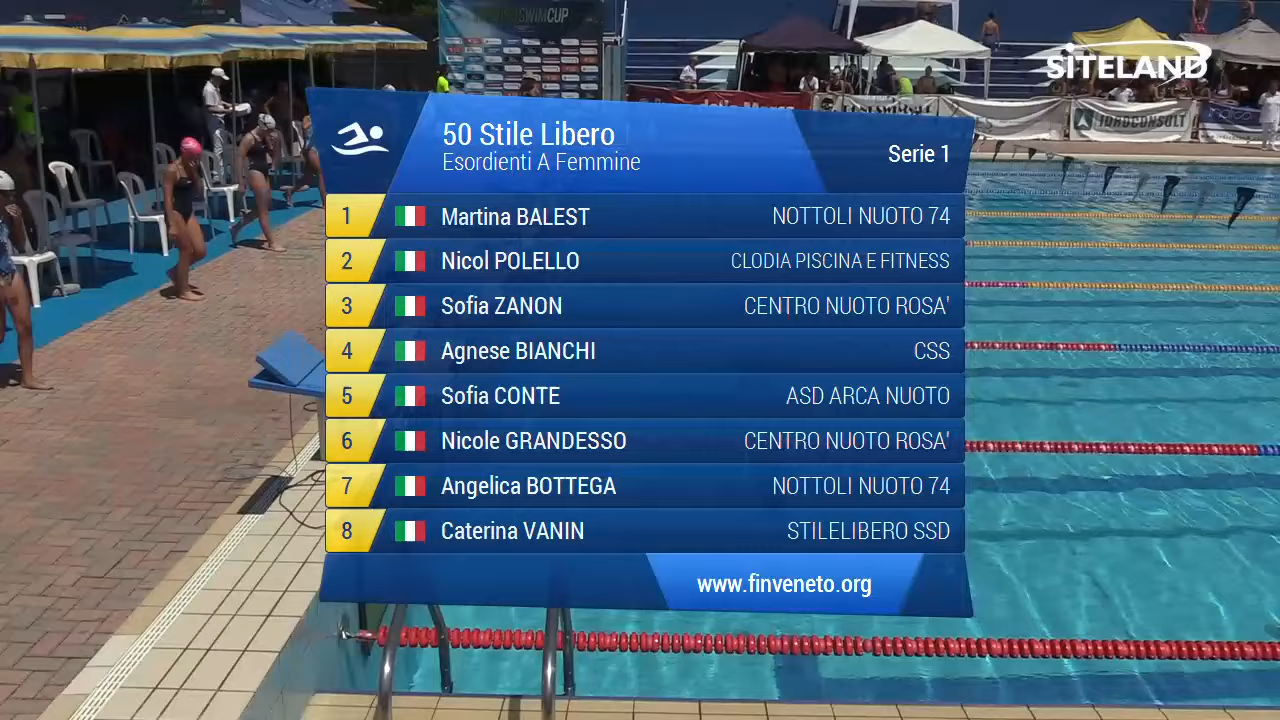 SWIMCUP
SITELAND
IDROCONSULT
50 Stile Libero
Esordienti A Femmine
Serie 1
1 Martina BALEST NOTTOLI NUOTO 74
2 Nicol POLELLO CLODIA PISCINA E FITNESS
3 Sofia ZANON CENTRO NUOTO ROSA'
4 Agnese BIANCHI CSS
5 Sofia CONTE ASD ARCA NUOTO
6 Nicole GRANDESSO CENTRO NUOTO ROSA'
7 Angelica BOTTEGA NOTTOLI NUOTO 74
8 Caterina VANIN STILELIBERO SSD
www.finveneto.org